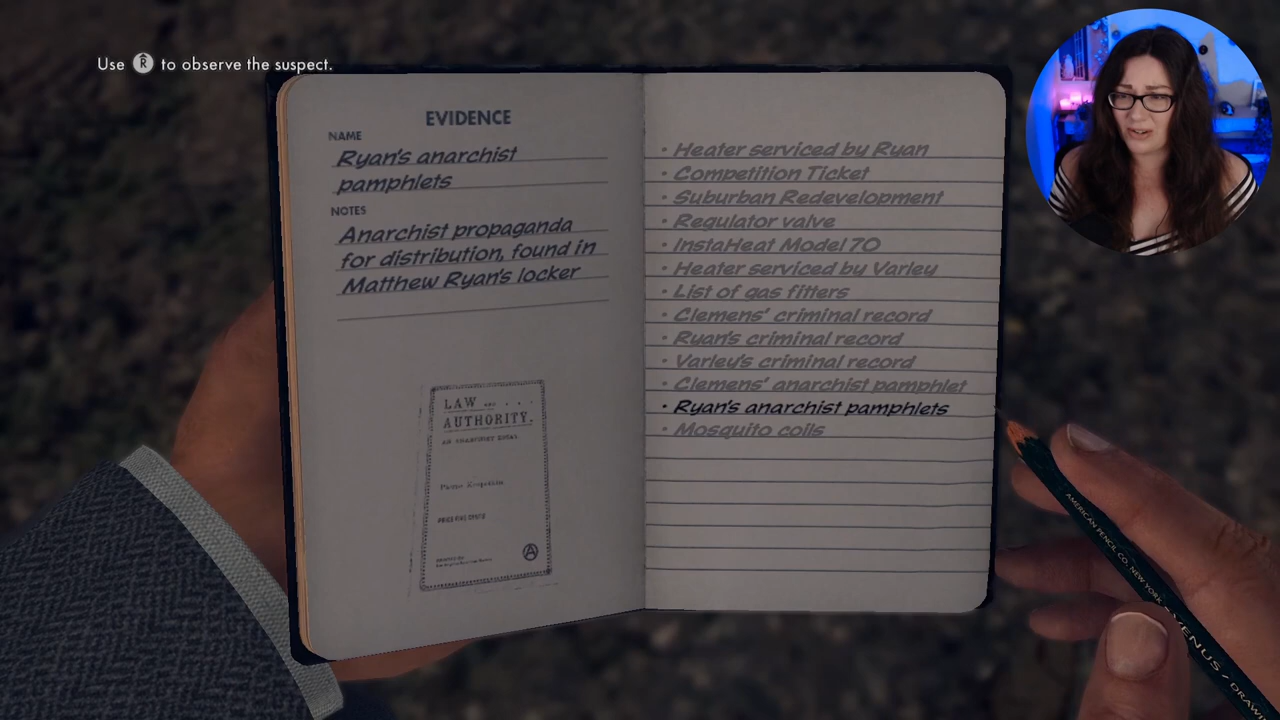 Use R to observe the suspect.
EVIDENCE
NAME
Ryan's anarchist
pamphlets
NOTES
Anarchist propaganda
for distribution, found in
Matthew Ryan's locker
LAW AND . . .
AUTHORITY.
AN ANARCHIST ESSAY
• Heater serviced by Ryan
• Competition Ticket
• Suburban Redevelopment
• Regulator valve
• InstaHeat Model 70
• Heater serviced by Varley
• List of gas fitters
• Clemens' criminal record
• Ryan's criminal record
• Varley's criminal record
• Clemens' anarchist pamphlet
• Ryan's anarchist pamphlets
• Mosquito coils
AMERICAN PENCIL CO. NEW YORK
VENUS / DRAW